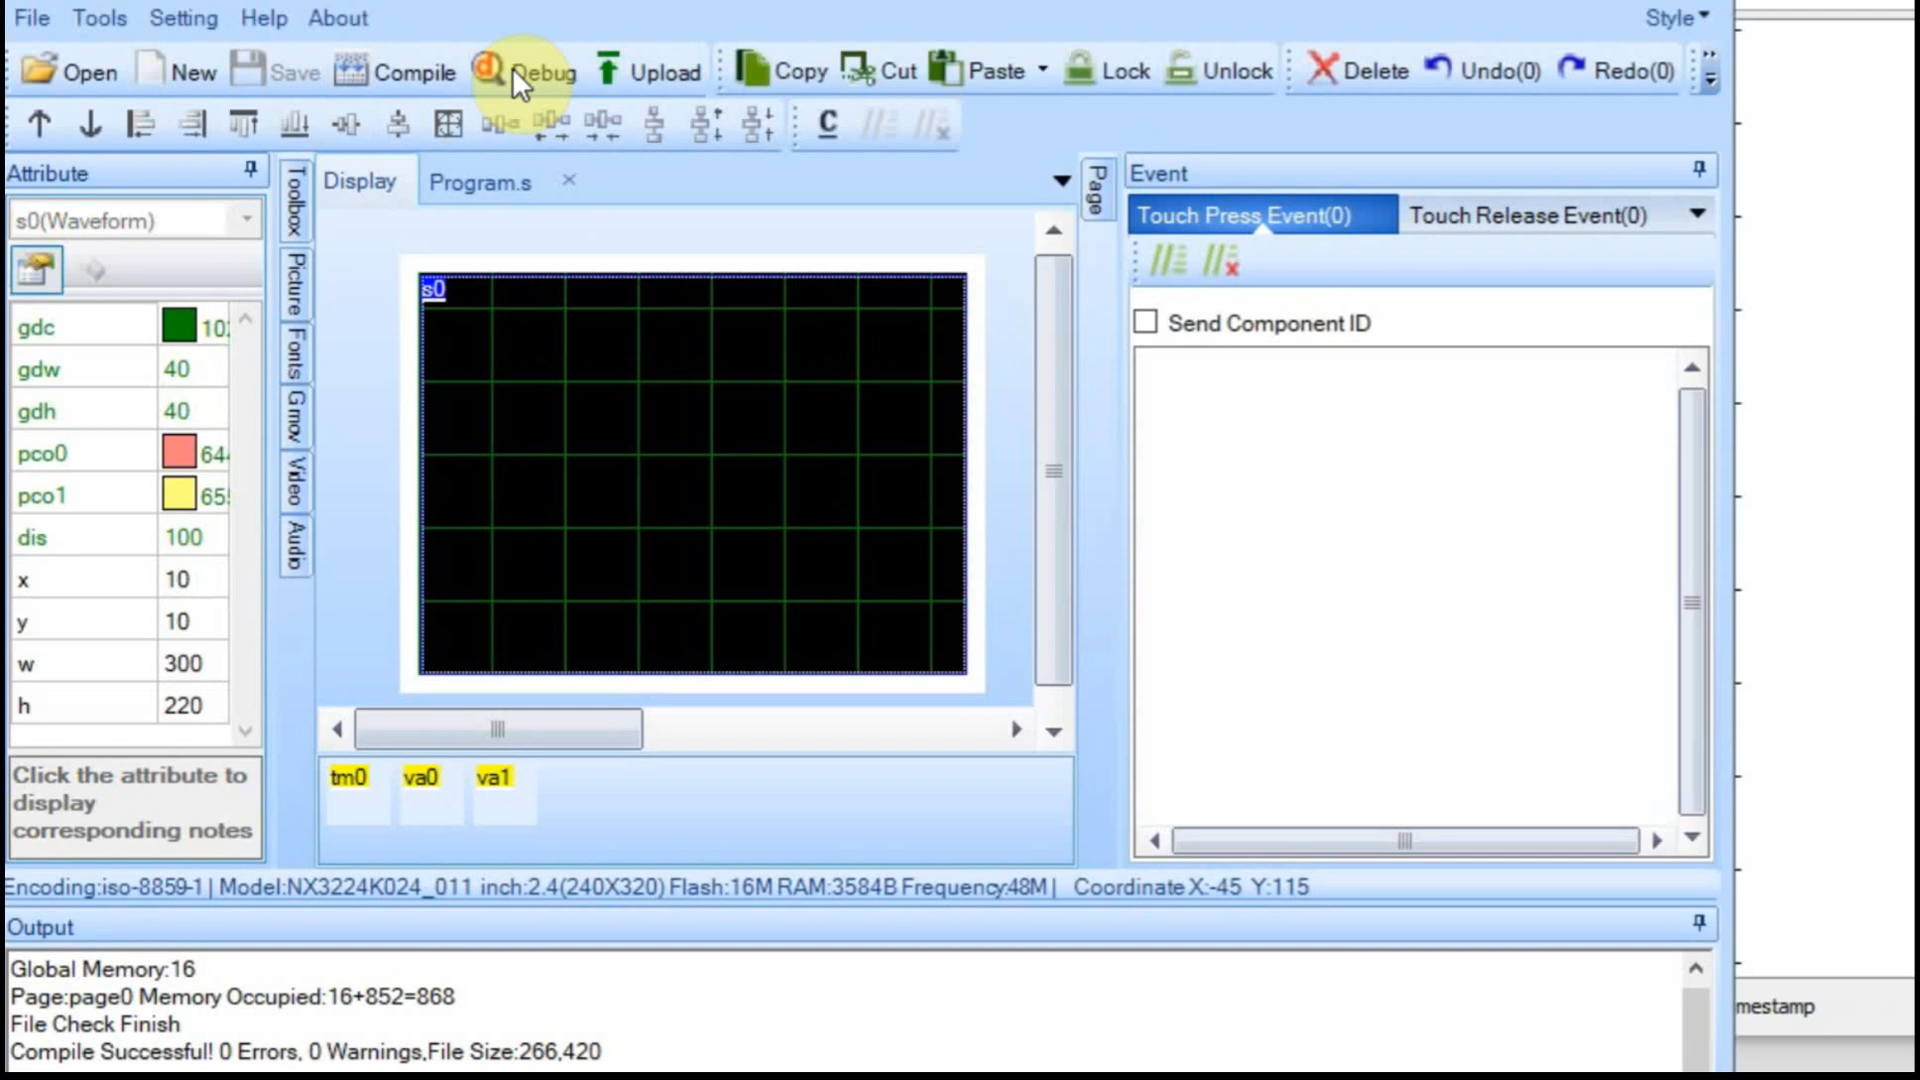 File Tools Setting Help About Style
Open New Save Compile Debug Upload Copy Cut Paste Lock Unlock Delete Undo(0) Redo(0)
C
Attribute
s0(Waveform)
gdc
gdw 40
gdh 40
pco0
pco1
dis 100
x 10
y 10
w 300
h 220
Click the attribute to
display
corresponding notes
Toolbox
Picture
Fonts
Gmov
Video
Audio
Display Program.s
s0
tm0 va0 va1
Page
Event
Touch Press Event(0) Touch Release Event(0)
Send Component ID
Encoding:iso-8859-1 | Model:NX3224K024_011 inch:2.4(240X320) Flash:16M RAM:3584B Frequency:48M | Coordinate X:-45 Y:115
Output
Global Memory:16
Page:page0 Memory Occupied:16+852=868
File Check Finish
Compile Successful! 0 Errors, 0 Warnings,File Size:266,420
mestamp